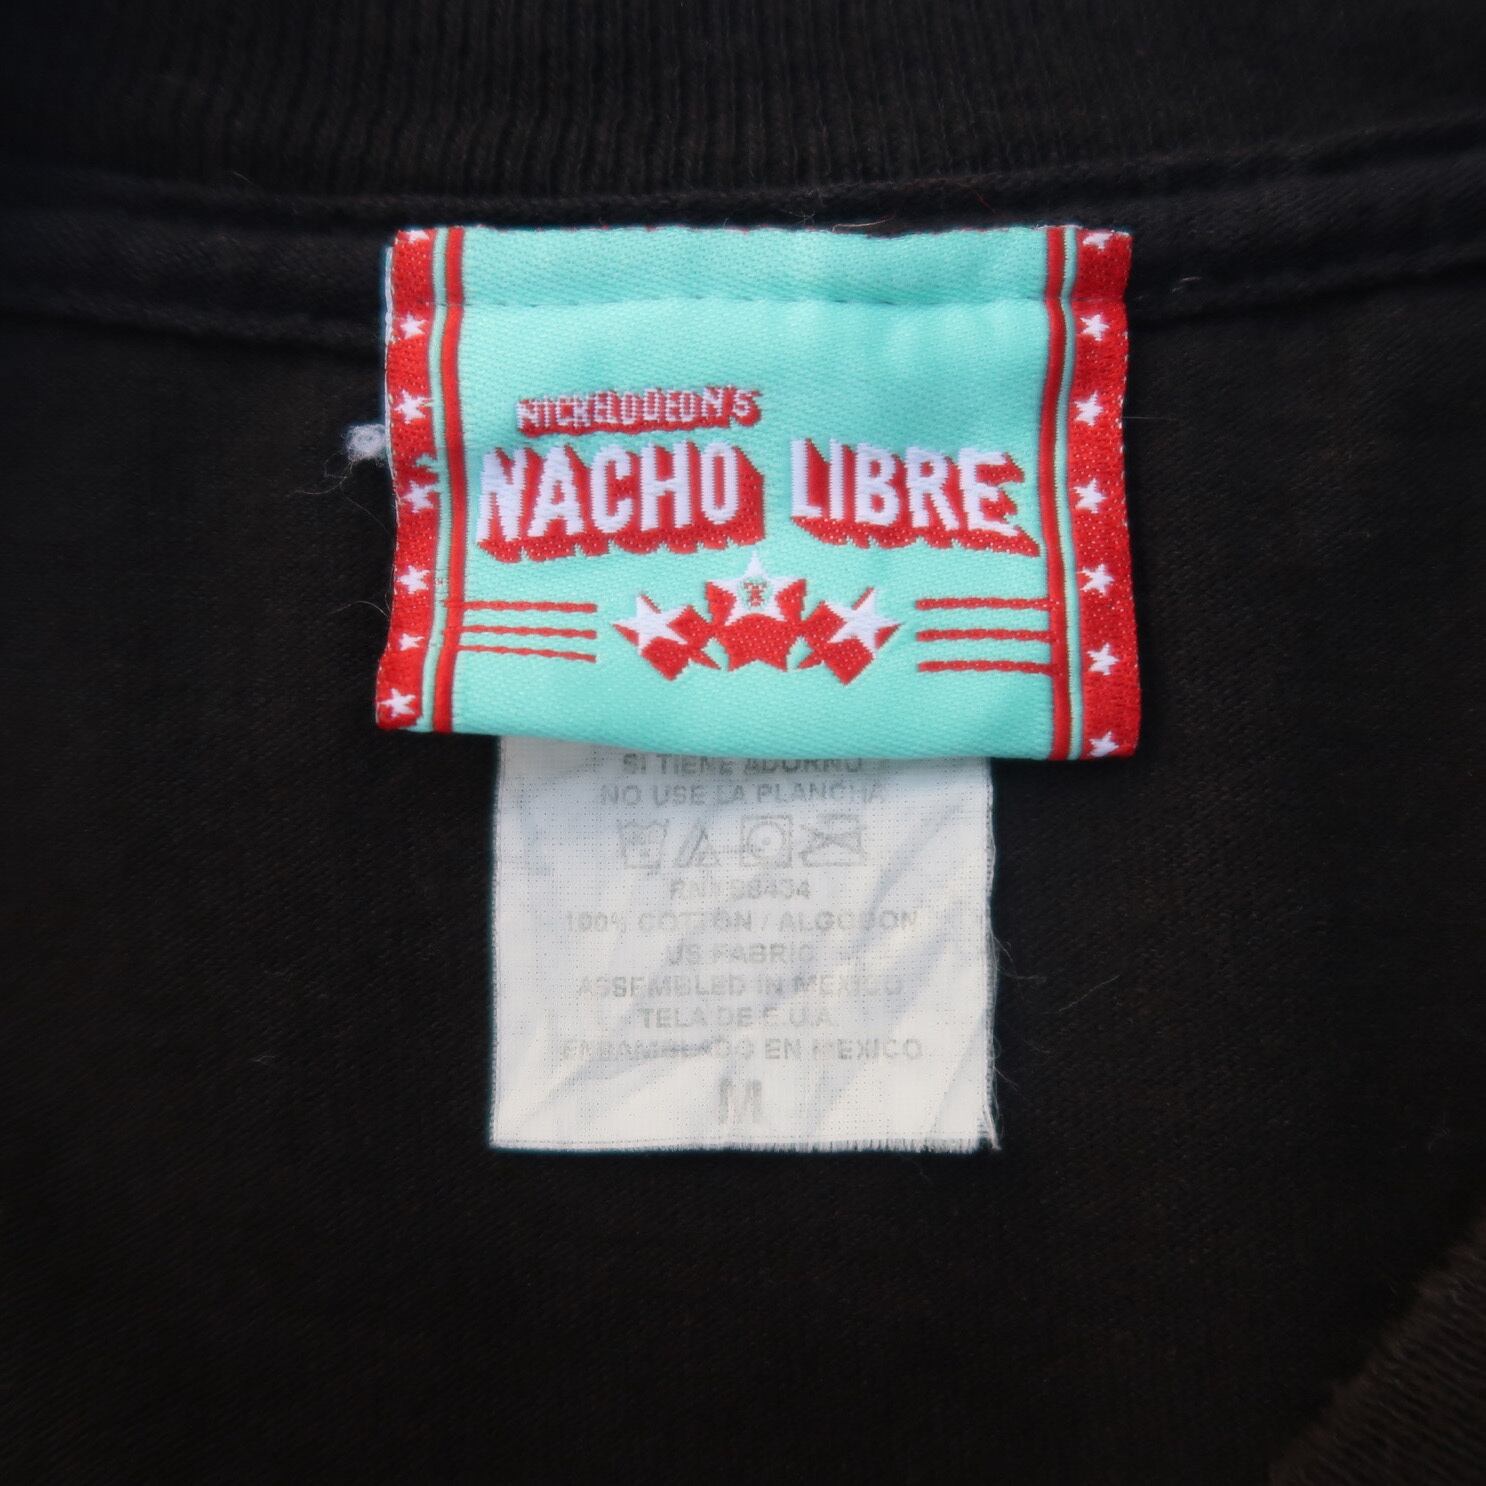 NICKELODEON'S
NACHO LIBRE
SI TIENE ADORNO
NO USE LA PLANCHA
100% COTTON / ALGODON
US FABRIC
ASSEMBLED IN MEXICO
TELA DE E.U.A.
EN MEXICO
M